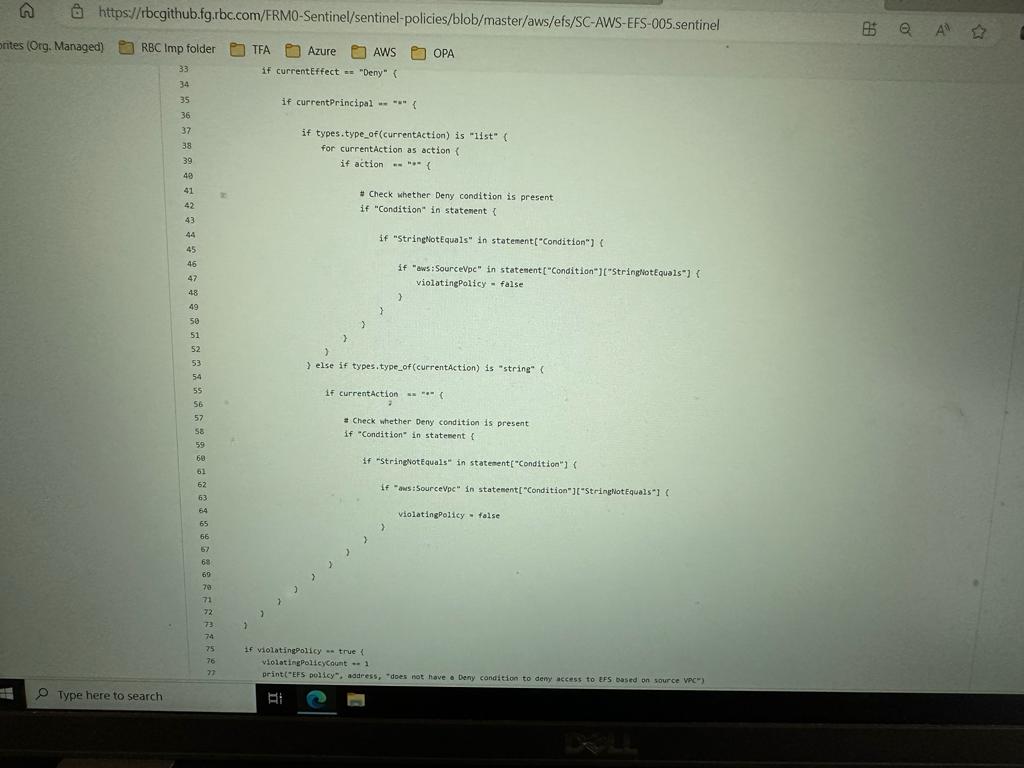 https://rbcgithub.fg.rbc.com/FRM0-Sentinel/sentinel-policies/blob/master/aws/efs/SC-AWS-EFS-005.sentinel
rites (Org. Managed) RBC Imp folder TFA Azure AWS OPA
33 if currentEffect == "Deny" {
34
35 if currentPrincipal == "*" {
36
37 if types.type_of(currentAction) is "list" {
38 for currentAction as action {
39 if action == "*" {
40
41 # Check whether Deny condition is present
42 if "Condition" in statement {
43
44 if "StringNotEquals" in statement["Condition"] {
45
46 if "aws:SourceVpc" in statement["Condition"]["StringNotEquals"] {
47 violatingPolicy = false
48 }
49 }
50 }
51 }
52 }
53 } else if types.type_of(currentAction) is "string" {
54
55 if currentAction == "*" {
56
57 # Check whether Deny condition is present
58 if "Condition" in statement {
59
60 if "StringNotEquals" in statement["Condition"] {
61
62 if "aws:SourceVpc" in statement["Condition"]["StringNotEquals"] {
63
64 violatingPolicy = false
65 }
66 }
67 }
68 }
69 }
70 }
71 }
72 }
73 }
74
75 if violatingPolicy == true {
76 violatingPolicyCount += 1
77 print("EFS policy", address, "does not have a Deny condition to deny access to EFS based on source VPC")
Type here to search
DELL